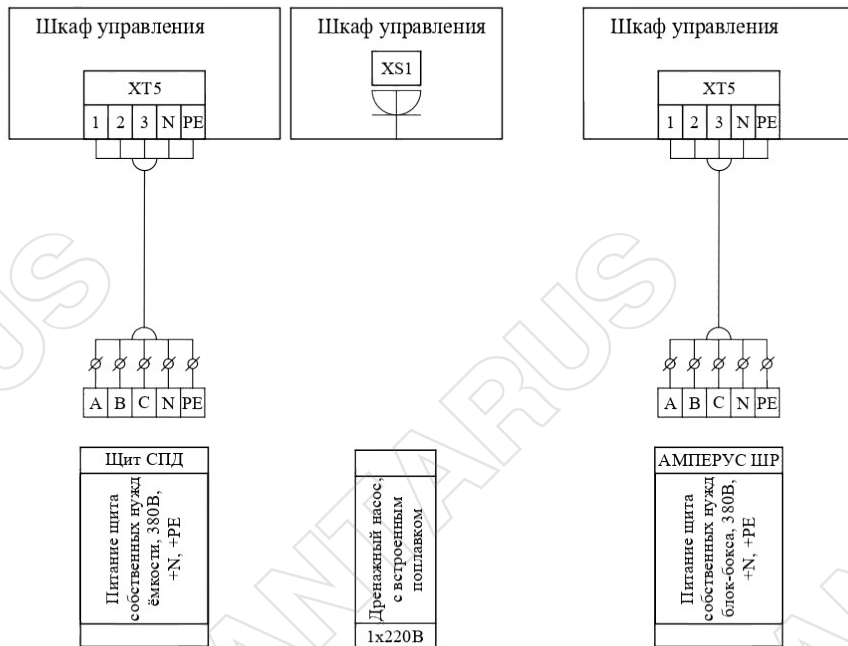 Шкаф управления
XT5
1 2 3 N PE
A B C N PE
Щит СПД
Питание щита
собственных нужд
ёмкости, 380В,
+N, +PE
Шкаф управления
XS1
Дренажный насос,
с встроенным
поплавком
1x220В
Шкаф управления
XT5
1 2 3 N PE
A B C N PE
АМПЕРУС ШР
Питание щита
собственных нужд
блок-бокса, 380В,
+N, +PE
ANTARUS